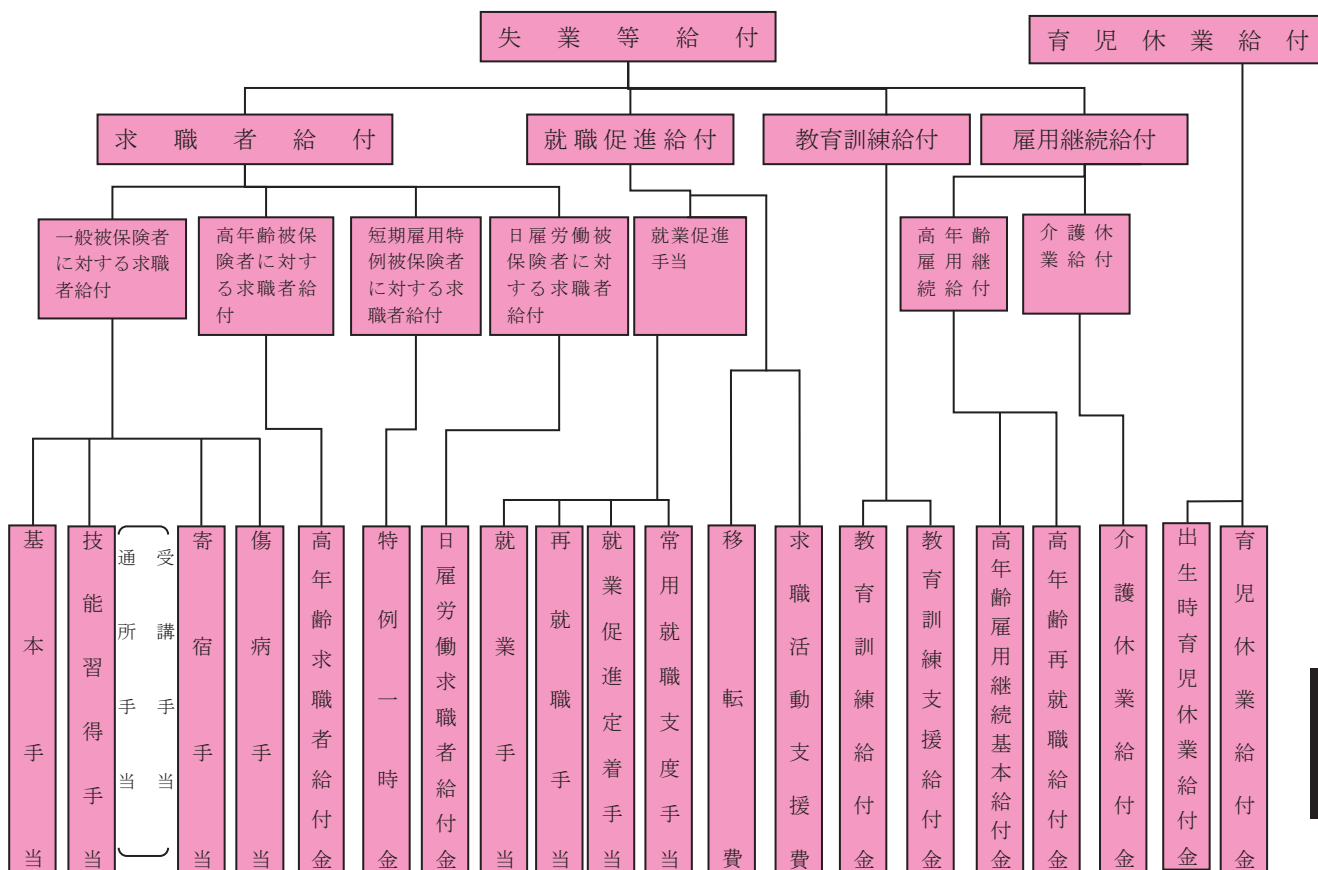 失業等給付
育児休業給付
求職者給付
就職促進給付
教育訓練給付
雇用継続給付
一般被保険者
に対する求職
者給付
高年齢被保
険者に対す
る求職者給
付
短期雇用特
例被保険者
に対する求
職者給付
日雇労働被
保険者に対
する求職者
給付
就業促進
手当
高年齢
雇用継
続給付
介護休
業給付
基本手当
技能習得手当
受講手当
通所手当
寄宿手当
傷病手当
高年齢求職者給付金
特例一時金
日雇労働求職者給付金
就業手当
再就職手当
就業促進定着手当
常用就職支度手当
移転費
求職活動支援費
教育訓練給付金
教育訓練支援給付金
高年齢雇用継続基本給付金
高年齢再就職給付金
介護休業給付金
出生時育児休業給付金
育児休業給付金